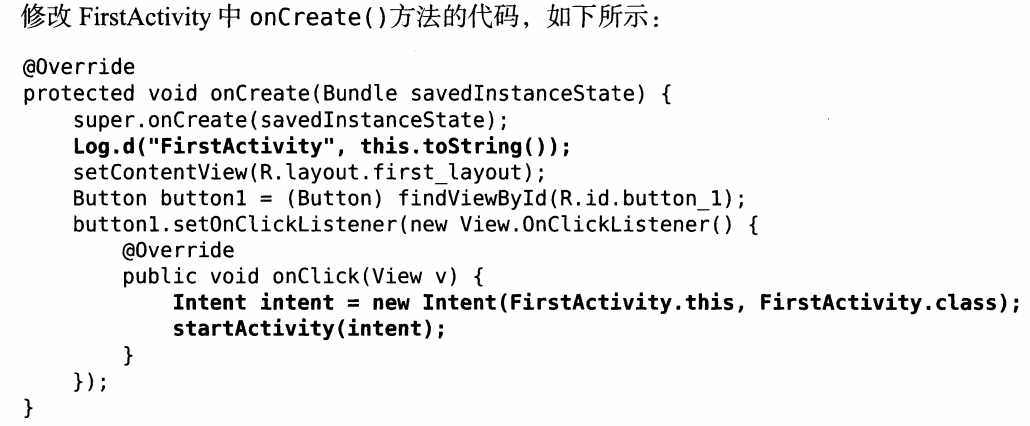 修改 FirstActivity 中 onCreate()方法的代码，如下所示：
@Override
protected void onCreate(Bundle savedInstanceState) {
    super.onCreate(savedInstanceState);
    Log.d("FirstActivity", this.toString());
    setContentView(R.layout.first_layout);
    Button button1 = (Button) findViewById(R.id.button_1);
    button1.setOnClickListener(new View.OnClickListener() {
        @Override
        public void onClick(View v) {
            Intent intent = new Intent(FirstActivity.this, FirstActivity.class);
            startActivity(intent);
        }
    });
}